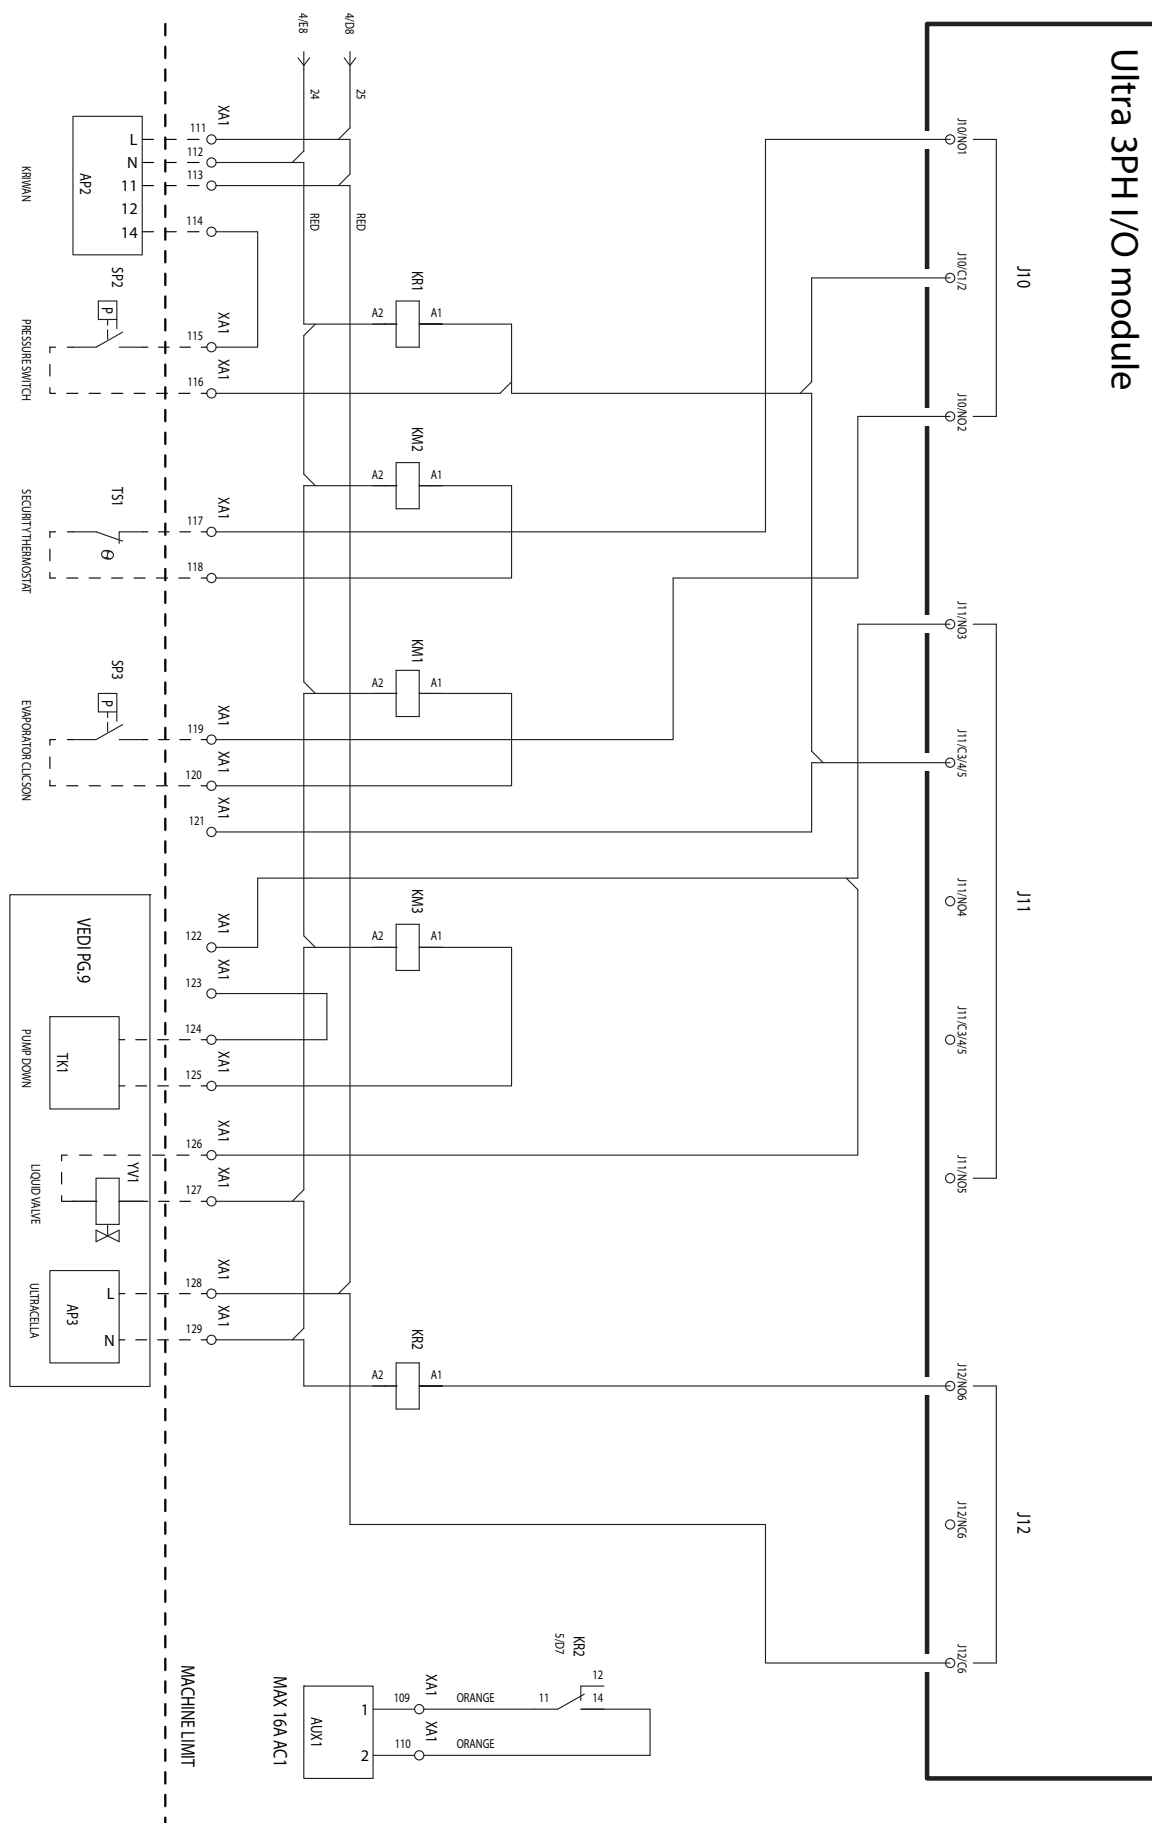 Ultra 3PH I/O module
J10
J11
J12
J10/NO1
J10/C1/2
J10/NO2
J11/NO3
J11/C3/4/5
J11/NO4
J11/C3/4/5
J11/NO5
J12/NO6
J12/NC6
J12/C6
4/D8
4/E8
25
24
RED
RED
KR1
A2
A1
KM2
A2
A1
KM1
A2
A1
KM3
A2
A1
KR2
A2
A1
KR2
5/D7
12
11
14
XA1
109
ORANGE
XA1
110
ORANGE
1
2
AUX1
MAX 16A AC1
MACHINE LIMIT
XA1
111
112
113
114
XA1
115
XA1
116
XA1
117
118
XA1
119
XA1
120
XA1
121
XA1
122
XA1
123
124
XA1
125
XA1
126
XA1
127
XA1
128
XA1
129
L
N
11
12
14
AP2
KRIWAN
SP2
P
PRESSURE SWITCH
TS1
θ
SECURITY THERMOSTAT
SP3
P
EVAPORATOR CLICSON
VEDI PG.9
TK1
PUMP DOWN
YV1
LIQUID VALVE
L
N
AP3
ULTRACELLA